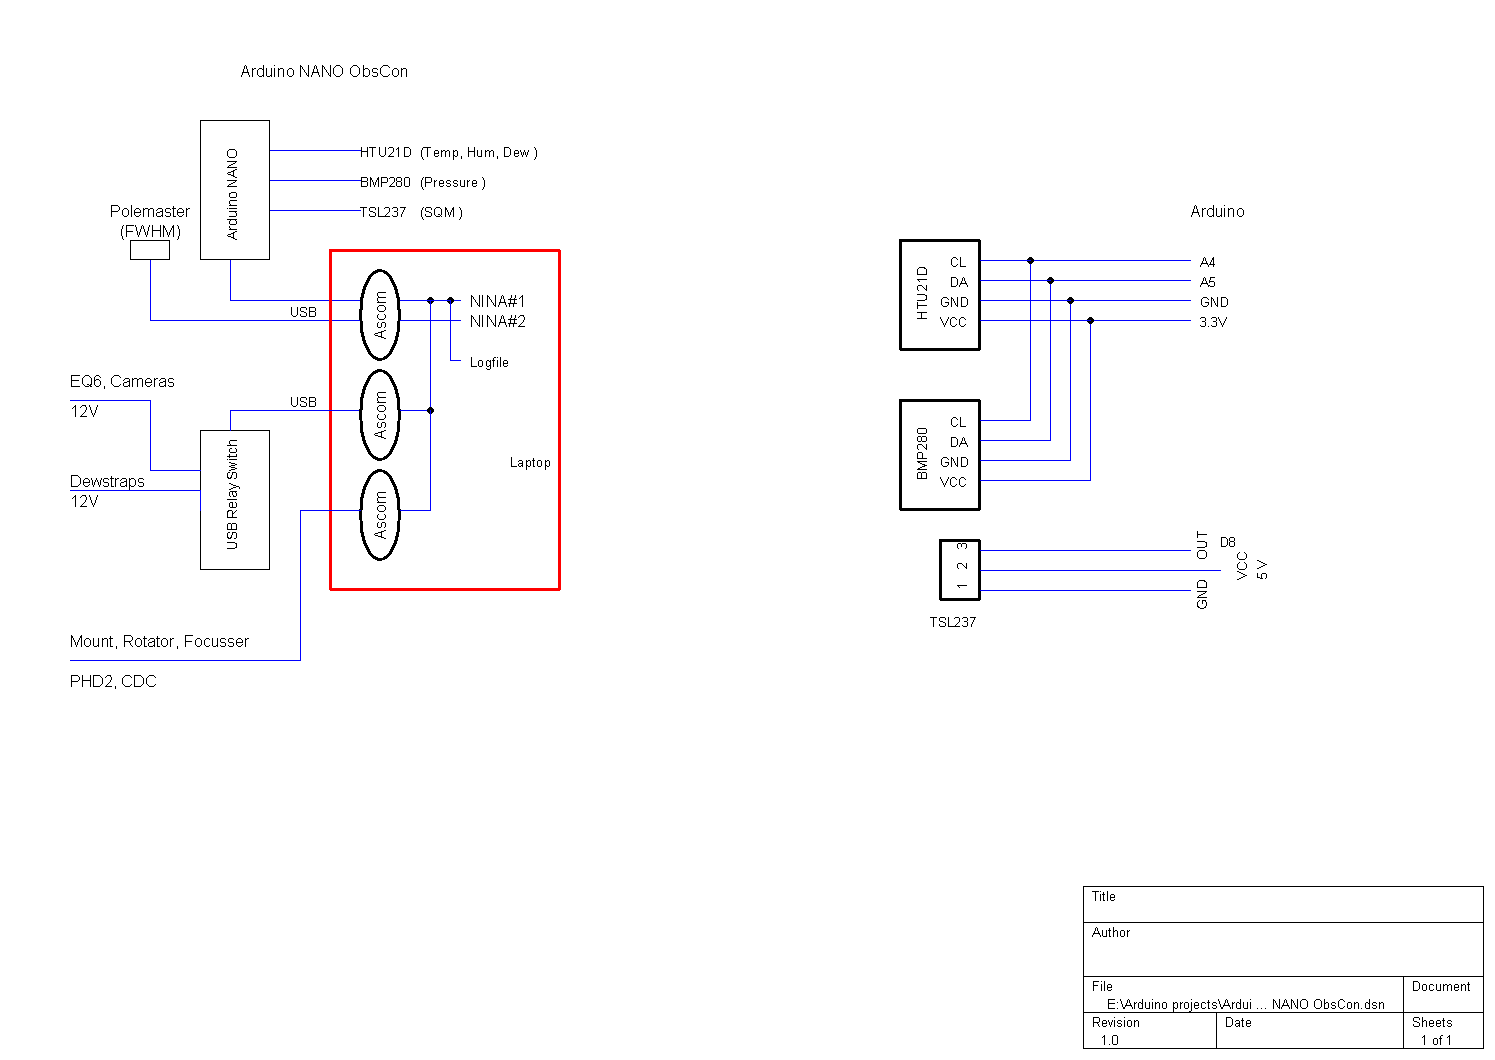 Arduino NANO ObsCon
Arduino NANO
HTU21D (Temp, Hum, Dew )
BMP280 (Pressure )
TSL237 (SQM )
Polemaster
(FWHM)
USB
Ascom
NINA#1
NINA#2
Logfile
EQ6, Cameras
12V
USB
Ascom
USB Relay Switch
Laptop
Dewstraps
12V
Ascom
Mount, Rotator, Focusser
PHD2, CDC
Arduino
HTU21D
CL
DA
GND
VCC
A4
A5
GND
3.3V
BMP280
CL
DA
GND
VCC
3
2
1
OUT
D8
VCC
5V
GND
TSL237
Title
Author
File
E:\Arduino projects\Ardui ... NANO ObsCon.dsn
Document
Revision
1.0
Date
Sheets
1 of 1